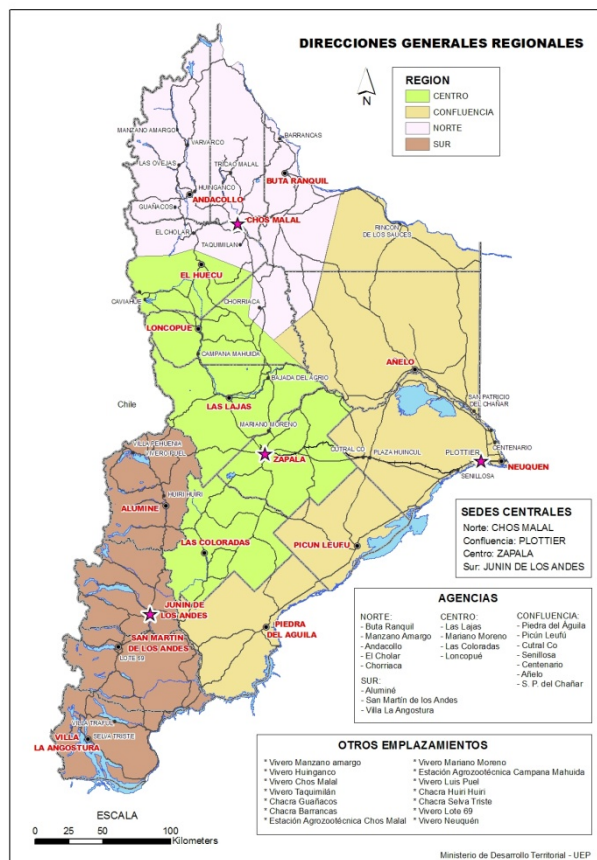 DIRECCIONES GENERALES REGIONALES
N
REGION
CENTRO
CONFLUENCIA
NORTE
SUR
MANZANO AMARGO
VARVARCO
BARRANCAS
LAS OVEJAS
TRICAO MALAL
BUTA RANQUIL
HUINGANCO
ANDACOLLO
GUAÑACOS
CHOS MALAL
EL CHOLAR
TAQUIMILAN
RINCON
DE LOS SAUCES
EL HUECU
CAVIAHUE
CHORRIACA
LONCOPUE
CAMPANA MAHUIDA
AÑELO
BAJADA DEL AGRIO
SAN PATRICIO
DEL CHAÑAR
Chile
LAS LAJAS
MARIANO MORENO
VILLA PEHUENIA
VIVERO PUEL
ZAPALA
CUTRAL CO
PLAZA HUINCUL
PLOTTIER
CENTENARIO
NEUQUEN
SENILLOSA
HUIRI HUIRI
ALUMINE
LAS COLORADAS
PICUN LEUFU
JUNIN DE
LOS ANDES
PIEDRA
DEL AGUILA
SAN MARTIN
DE LOS ANDES
LOTE 69
VILLA TRAFUL
VILLA
LA ANGOSTURA
SELVA TRISTE
SEDES CENTRALES
Norte: CHOS MALAL
Confluencia: PLOTTIER
Centro: ZAPALA
Sur: JUNIN DE LOS ANDES
AGENCIAS
NORTE:
- Buta Ranquil
- Manzano Amargo
- Andacollo
- El Cholar
- Chorriaca
SUR:
- Aluminé
- San Martín de los Andes
- Villa La Angostura
CENTRO:
- Las Lajas
- Mariano Moreno
- Las Coloradas
- Loncopué
CONFLUENCIA:
- Piedra del Águila
- Picún Leufú
- Cutral Co
- Senillosa
- Centenario
- Añelo
- S. P. del Chañar
OTROS EMPLAZAMIENTOS
* Vivero Manzano amargo
* Vivero Huinganco
* Vivero Chos Malal
* Vivero Taquimilán
* Chacra Guañacos
* Chacra Barrancas
* Estación Agrozootécnica Chos Malal
* Vivero Mariano Moreno
* Estación Agrozootécnica Campana Mahuida
* Vivero Luis Puel
* Chacra Huiri Huiri
* Chacra Selva Triste
* Vivero Lote 69
* Vivero Neuquén
ESCALA
0 25 50 100
Kilometers
Ministerio de Desarrollo Territorial - UEP